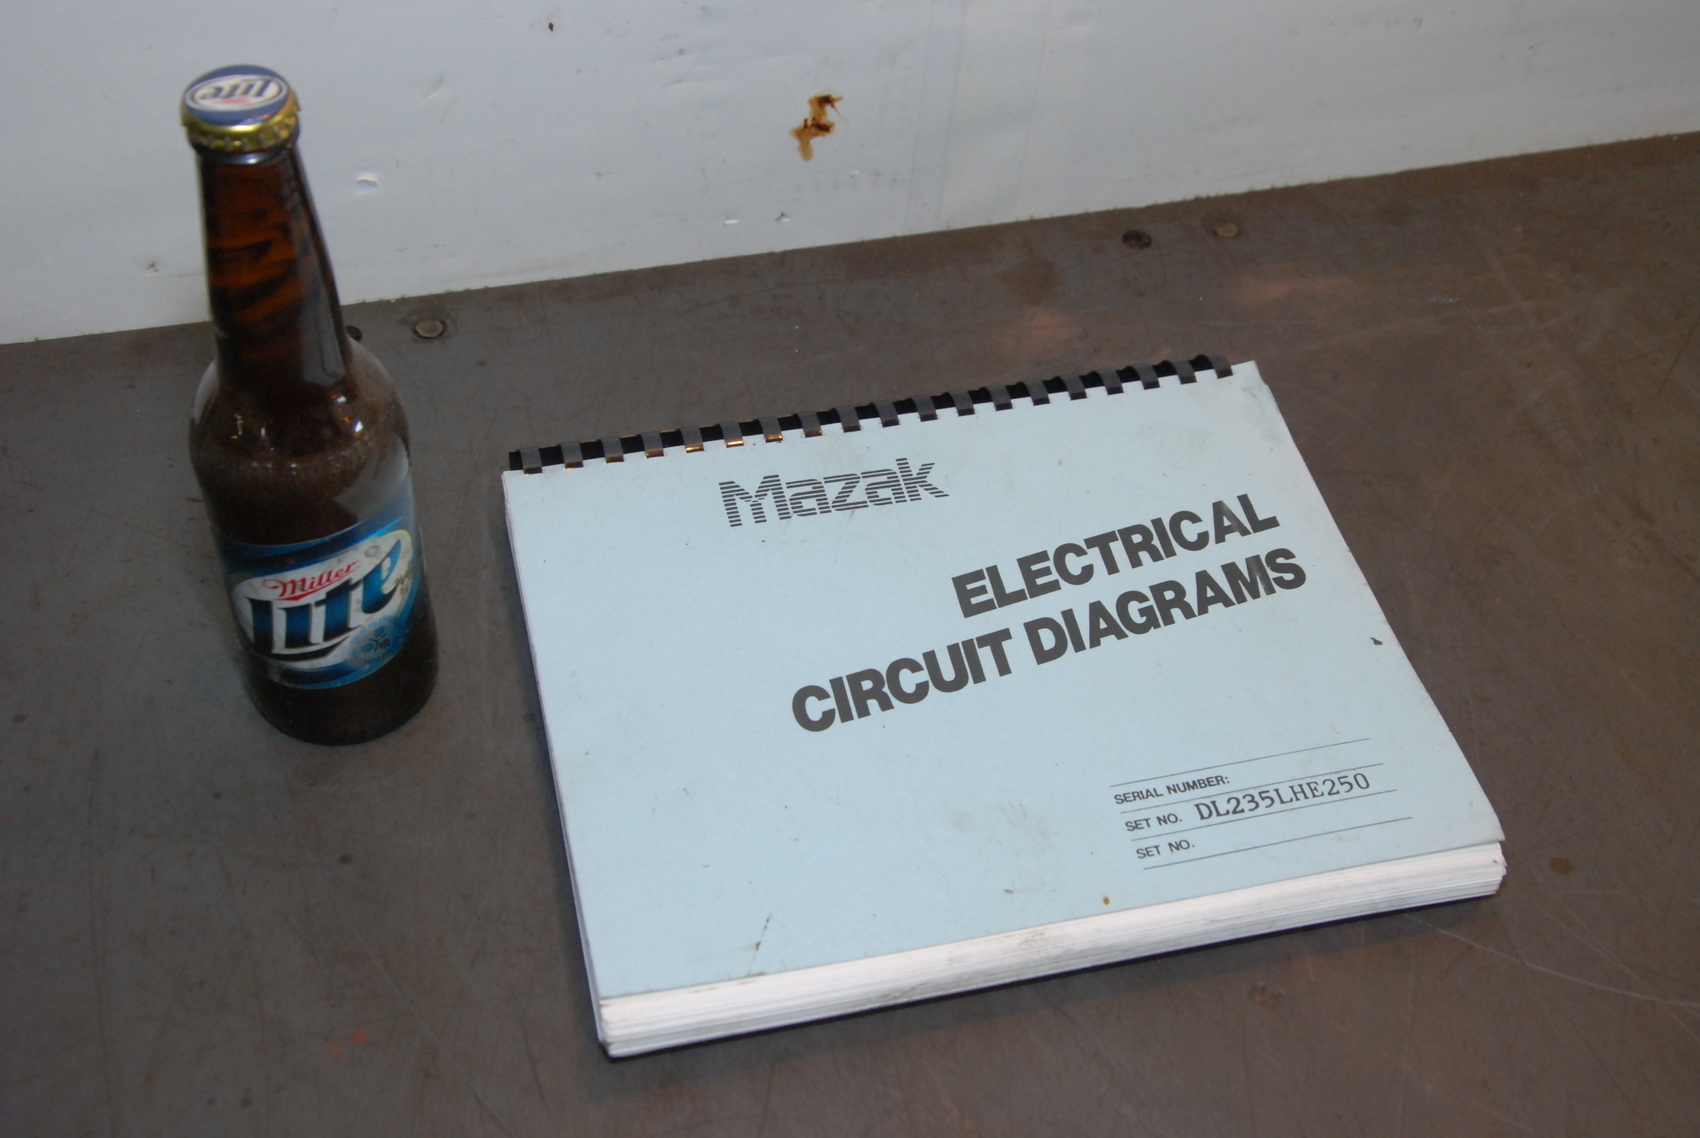 Lite
Miller
Lite
Mazak
ELECTRICAL
CIRCUIT DIAGRAMS
SERIAL NUMBER:
SET NO. DL235LHE250
SET NO.